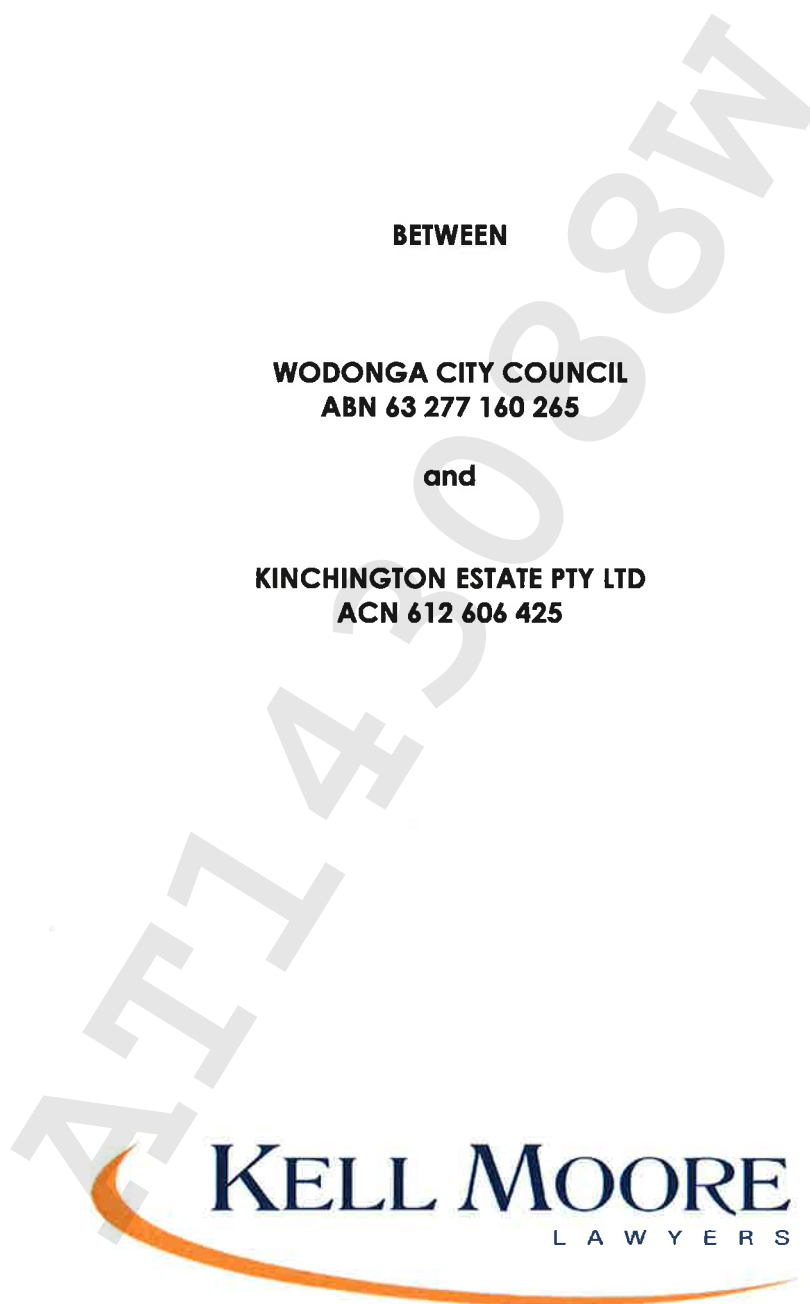 BETWEEN
WODONGA CITY COUNCIL
ABN 63 277 160 265
and
KINCHINGTON ESTATE PTY LTD
ACN 612 606 425
AT143088W
KELL MOORE
LAWYERS